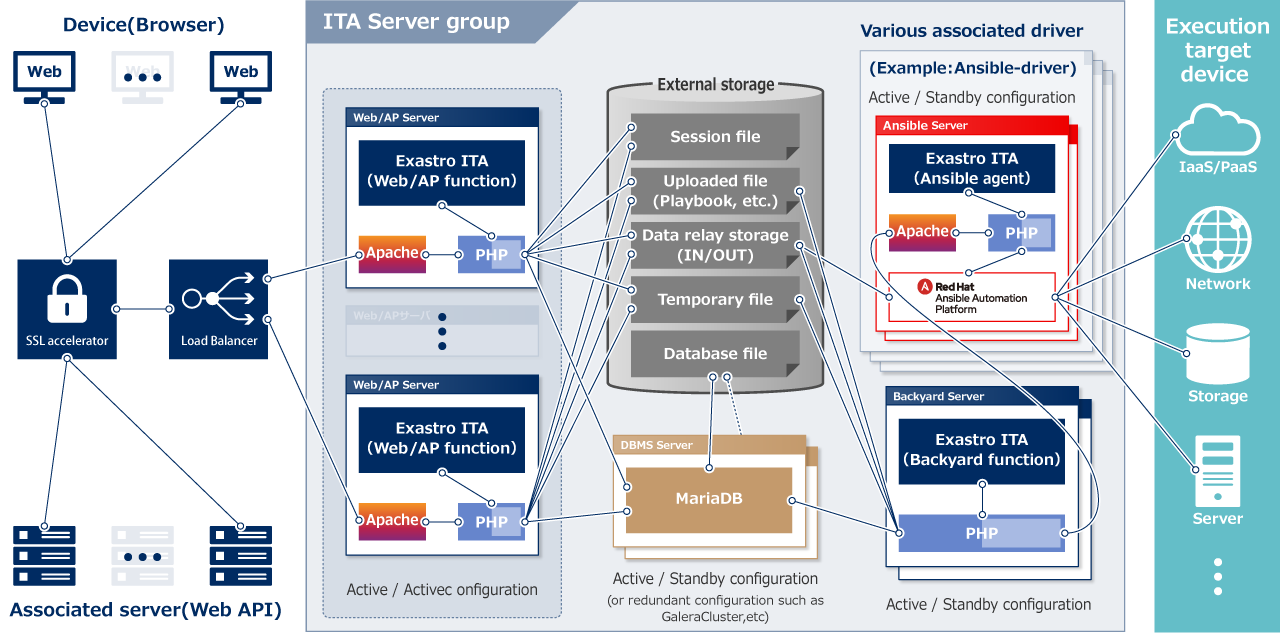 Device(Browser)
Web
Web
Web
SSL accelerator
Load Balancer
Associated server(Web API)
ITA Server group
Web/AP Server
Exastro ITA
(Web/AP function)
Apache
PHP
Web/APサーバ
Web/AP Server
Exastro ITA
(Web/AP function)
Apache
PHP
Active / Activec onfiguration
External storage
Session file
Uploaded file
(Playbook, etc.)
Data relay storage
(IN/OUT)
Temporary file
Database file
DBMS Server
MariaDB
Active / Standby configuration
(or redundant configuration such as
GaleraCluster,etc)
Various associated driver
(Example:Ansible-driver)
Active / Standby configuration
Ansible Server
Exastro ITA
(Ansible agent)
Apache
PHP
Red Hat
Ansible Automation
Platform
Backyard Server
Exastro ITA
(Backyard function)
PHP
Active / Standby configuration
Execution
target
device
IaaS/PaaS
Network
Storage
Server